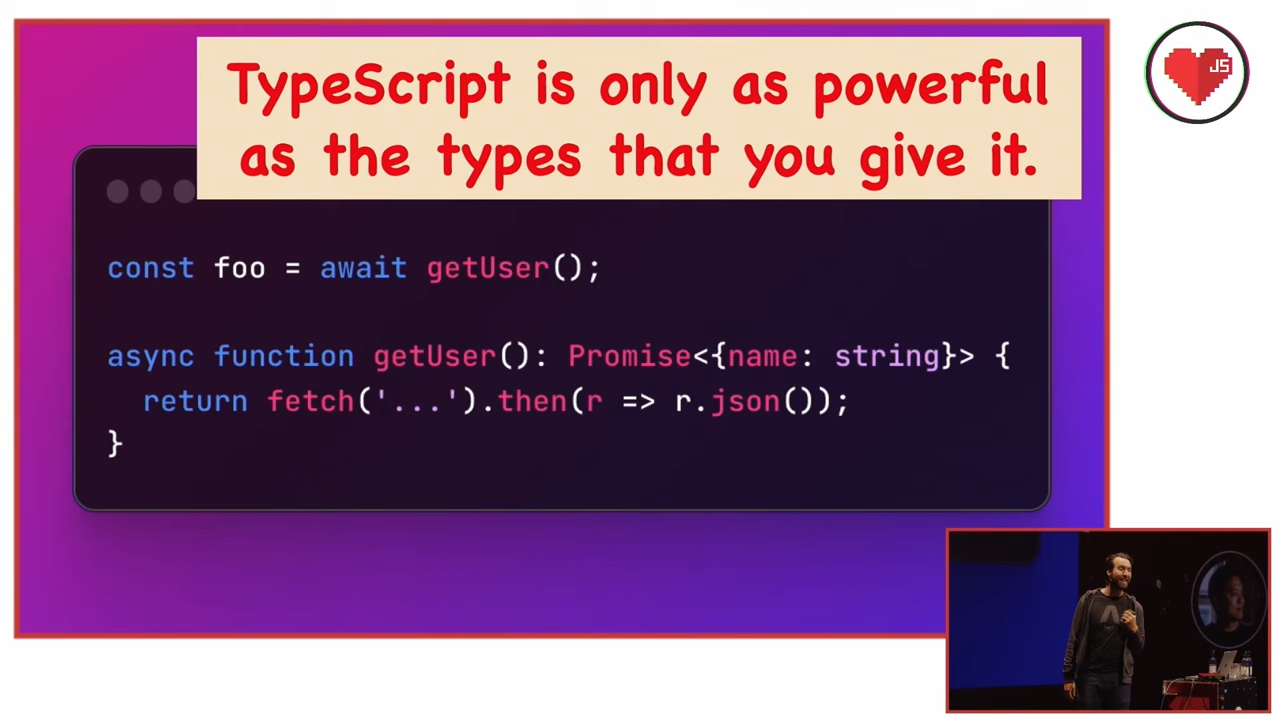 TypeScript is only as powerful
as the types that you give it.
const foo = await getUser();
async function getUser(): Promise<{name: string}> {
  return fetch('...').then(r => r.json());
}
JS